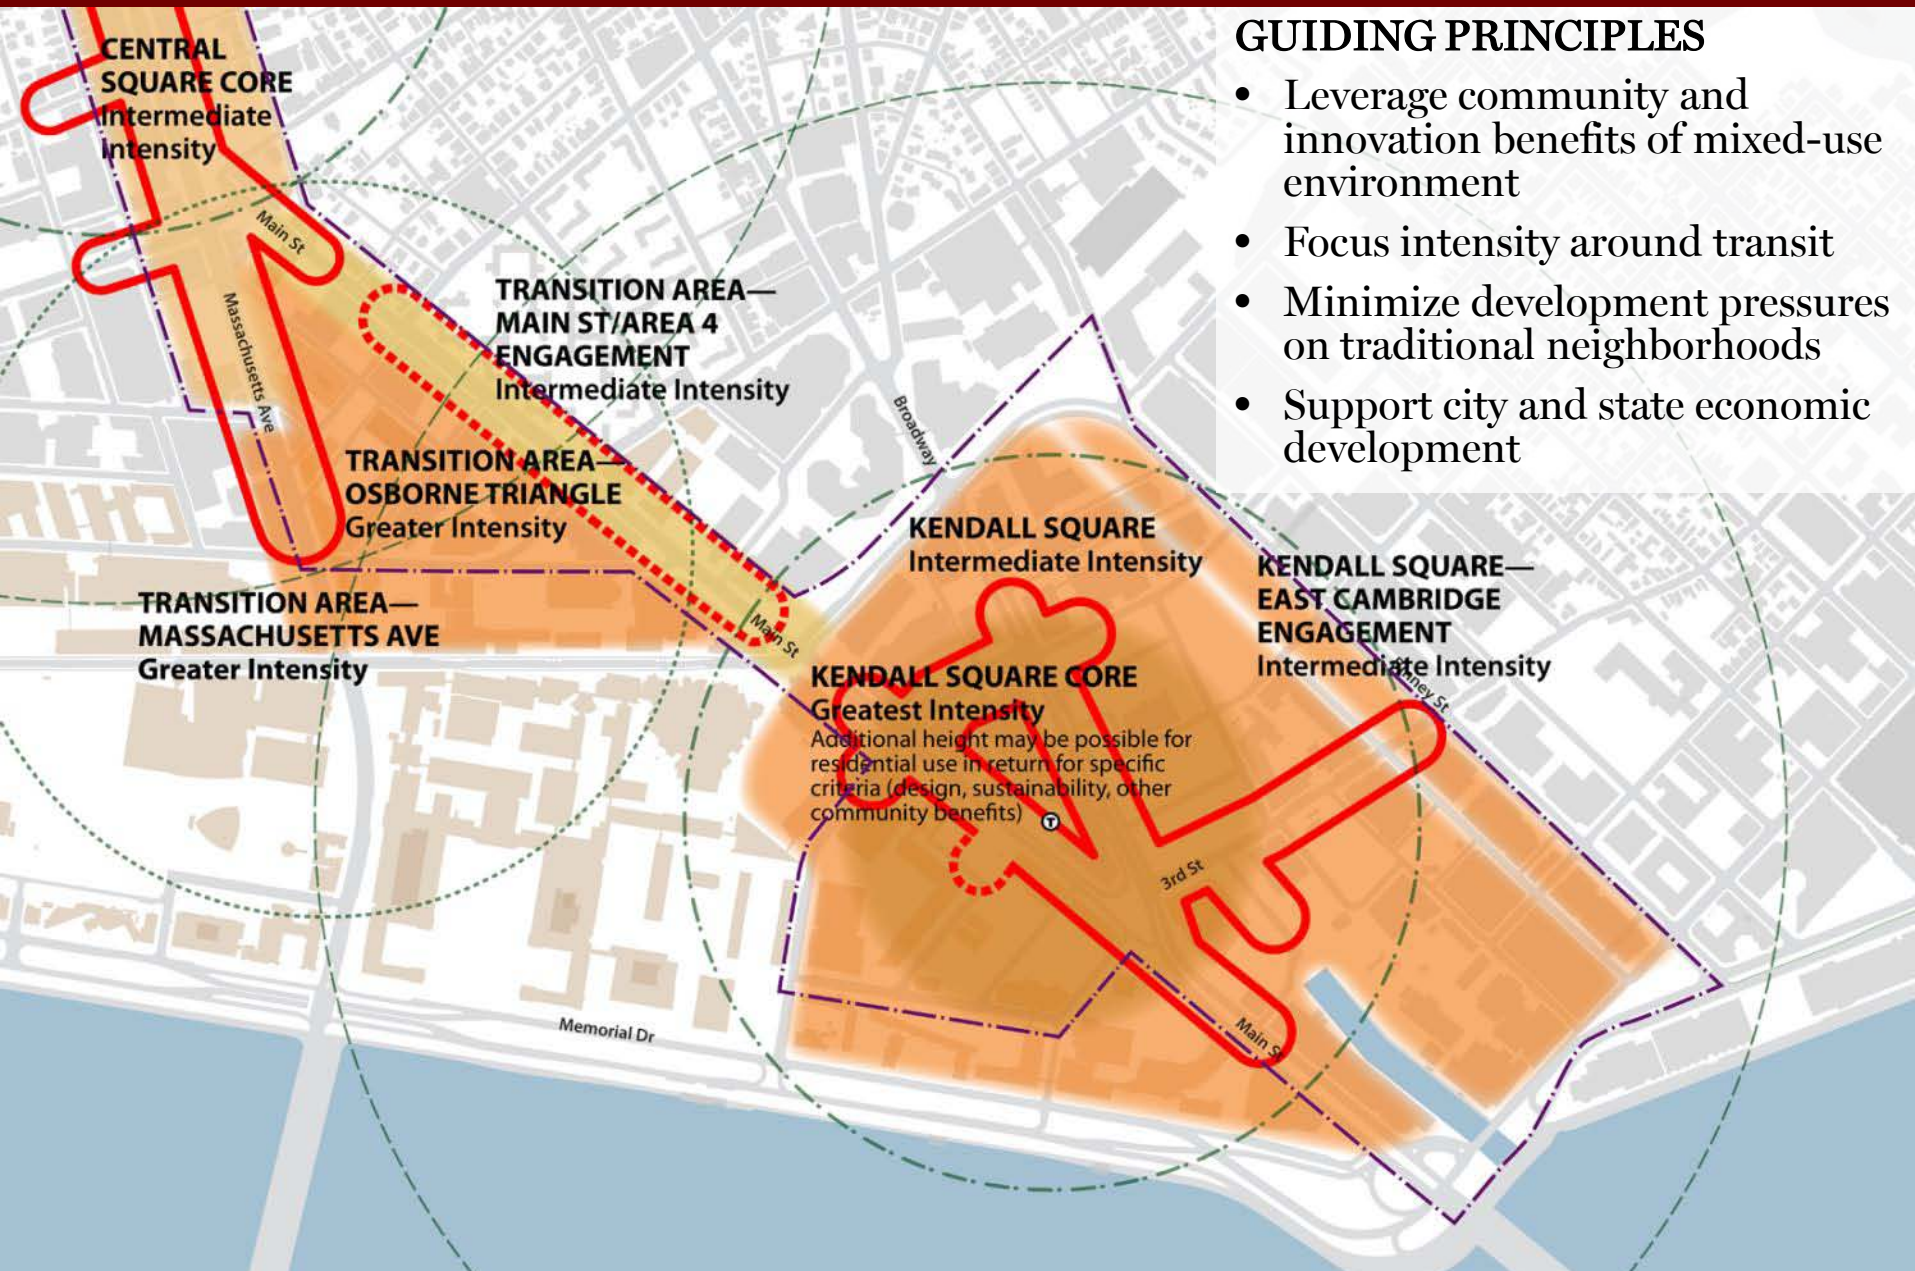 GUIDING PRINCIPLES
• Leverage community and
innovation benefits of mixed-use
environment
• Focus intensity around transit
• Minimize development pressures
on traditional neighborhoods
• Support city and state economic
development
CENTRAL
SQUARE CORE
Intermediate
Intensity
Main St
Massachusetts Ave
TRANSITION AREA—
MAIN ST/AREA 4
ENGAGEMENT
Intermediate Intensity
Broadway
TRANSITION AREA—
OSBORNE TRIANGLE
Greater Intensity
TRANSITION AREA—
MASSACHUSETTS AVE
Greater Intensity
Main St
KENDALL SQUARE
Intermediate Intensity
KENDALL SQUARE—
EAST CAMBRIDGE
ENGAGEMENT
Intermediate Intensity
KENDALL SQUARE CORE
Greatest Intensity
Additional height may be possible for
residential use in return for specific
criteria (design, sustainability, other
community benefits)
T
3rd St
Main St
Memorial Dr